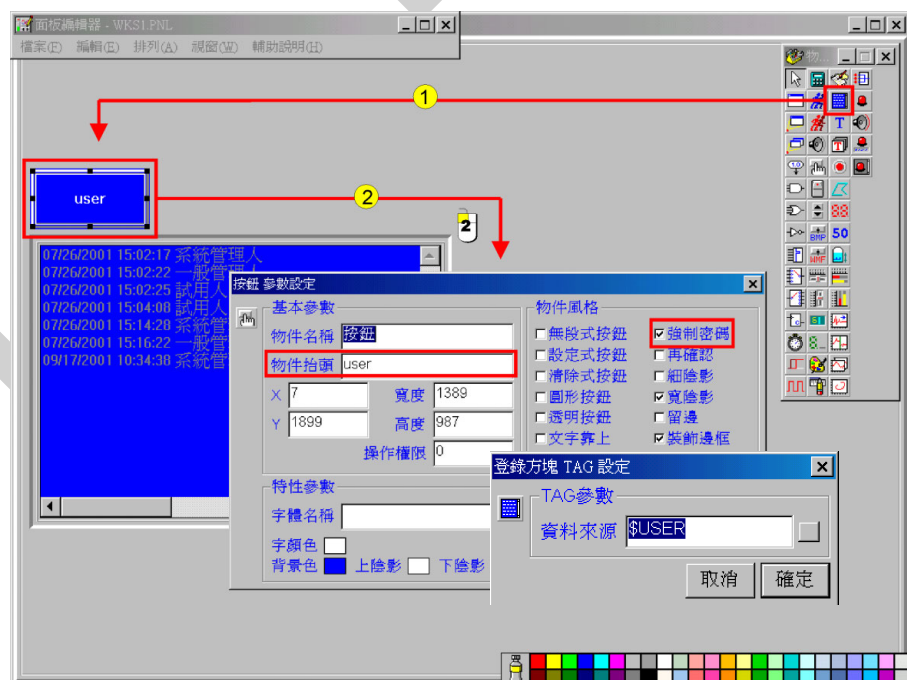 面板編輯器 - WKS1.PNL
檔案(F) 編輯(E) 排列(A) 視窗(W) 輔助說明(H)
物...
1
T
T
88
BMP 50
WMF
user
2
2
07/26/2001 15:02:17 系統管理人
07/26/2001 15:02:22 一般管理人
07/26/2001 15:02:25 試用人
07/26/2001 15:04:08 試用人
07/26/2001 15:14:28 系統管
07/26/2001 15:16:22 一般管
09/17/2001 10:34:38 系統管
按鈕 參數設定
基本參數
物件名稱 按鈕
物件抬頭 user
X 7 寬度 1389
Y 1899 高度 987
操作權限 0
特性參數
字體名稱
字顏色
背景色 上陰影 下陰影
物件風格
無段式按鈕 強制密碼
設定式按鈕 再確認
清除式按鈕 細陰影
圓形按鈕 寬陰影
透明按鈕 留邊
文字靠上 裝飾邊框
登錄方塊 TAG 設定
TAG參數
資料來源 $USER
取消 確定